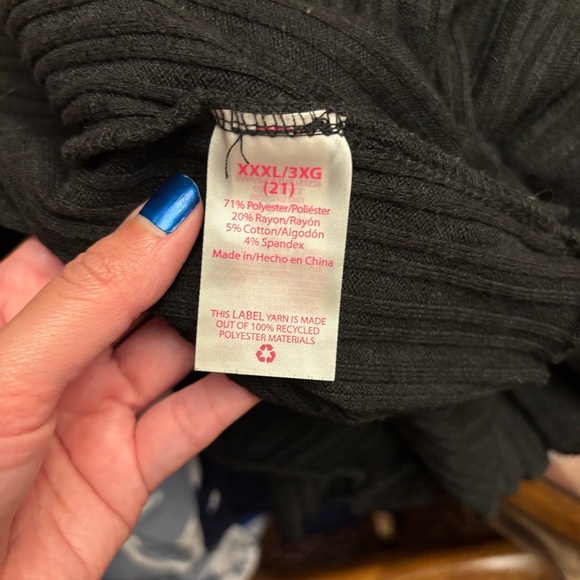 XXXL/3XG
(21)
71% Polyester/Poliéster
20% Rayon/Rayón
5% Cotton/Algodón
4% Spandex
Made in/Hecho en China
THIS LABEL YARN IS MADE
OUT OF 100% RECYCLED
POLYESTER MATERIALS